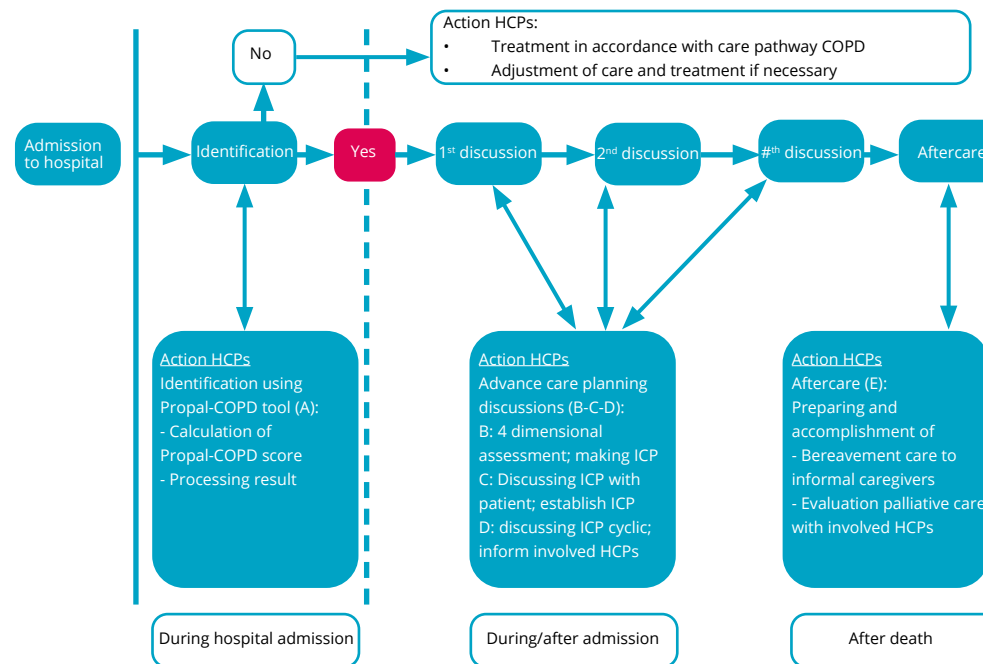 Action HCPs:
• Treatment in accordance with care pathway COPD
• Adjustment of care and treatment if necessary
No
Admission
to hospital
Identification
Yes
1st discussion
2nd discussion
#th discussion
Aftercare
Action HCPs
Identification using
Propal-COPD tool (A):
- Calculation of
Propal-COPD score
- Processing result
Action HCPs
Advance care planning
discussions (B-C-D):
B: 4 dimensional
assessment; making ICP
C: Discussing ICP with
patient; establish ICP
D: discussing ICP cyclic;
inform involved HCPs
Action HCPs
Aftercare (E):
Preparing and
accomplishment of
- Bereavement care to
informal caregivers
- Evaluation palliative care
with involved HCPs
During hospital admission
During/after admission
After death